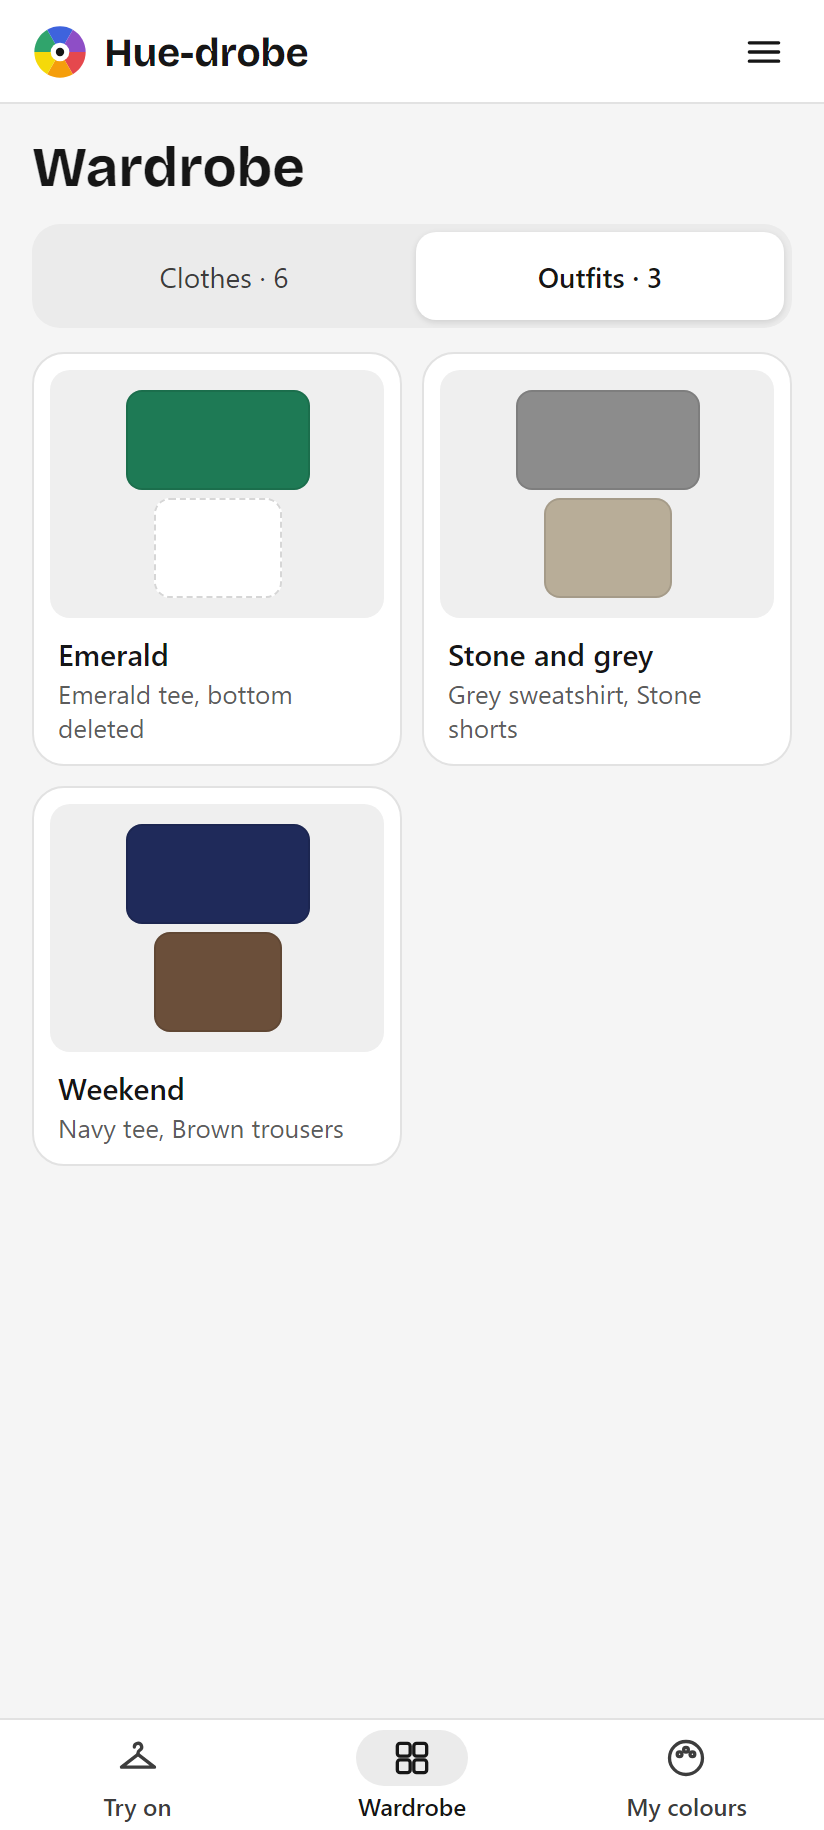 Hue-drobe
Wardrobe
Clothes · 6
Outfits · 3
Emerald
Emerald tee, bottom
deleted
Stone and grey
Grey sweatshirt, Stone
shorts
Weekend
Navy tee, Brown trousers
Try on
Wardrobe
My colours